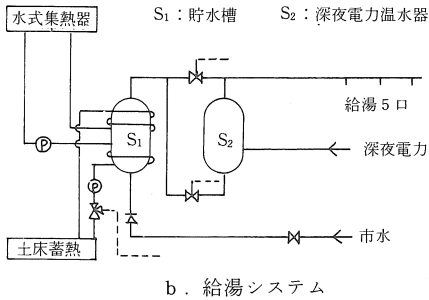 S₁：貯水槽 S₂：深夜電力温水器
水式集熱器
給湯5口
P
S₁
S₂
深夜電力
P
市水
土床蓄熱
b．給湯システム